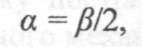 α = β/2,